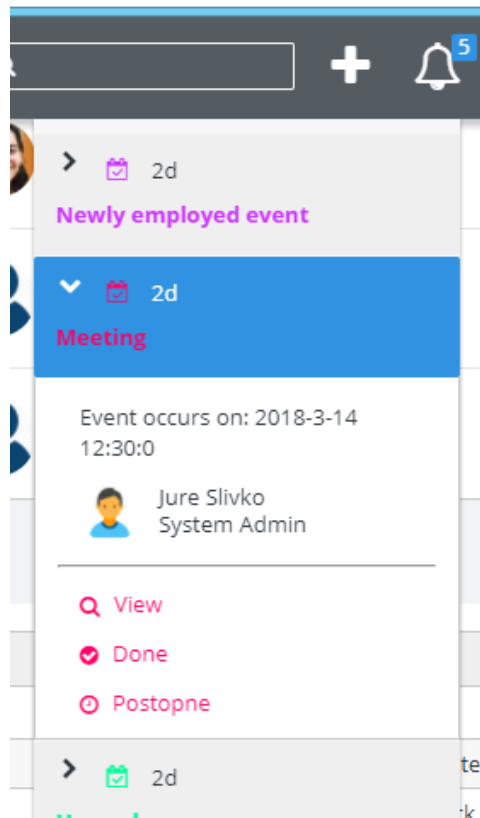 5
2d
Newly employed event
2d
Meeting
Event occurs on: 2018-3-14
12:30:0
Jure Slivko
System Admin
View
Done
Postopne
2d
te
k